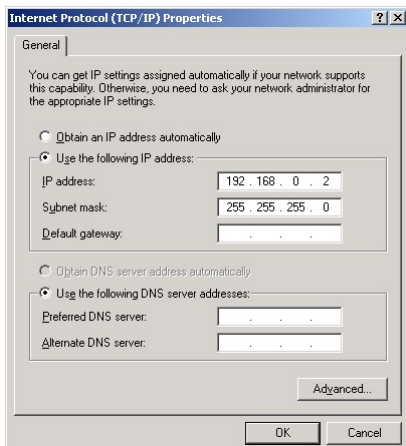 Internet Protocol (TCP/IP) Properties
General
You can get IP settings assigned automatically if your network supports
this capability. Otherwise, you need to ask your network administrator for
the appropriate IP settings.
Obtain an IP address automatically
Use the following IP address:
IP address: 192 . 168 . 0 . 2
Subnet mask: 255 . 255 . 255 . 0
Default gateway: . . .
Obtain DNS server address automatically
Use the following DNS server addresses:
Preferred DNS server: . . .
Alternate DNS server: . . .
Advanced...
OK Cancel